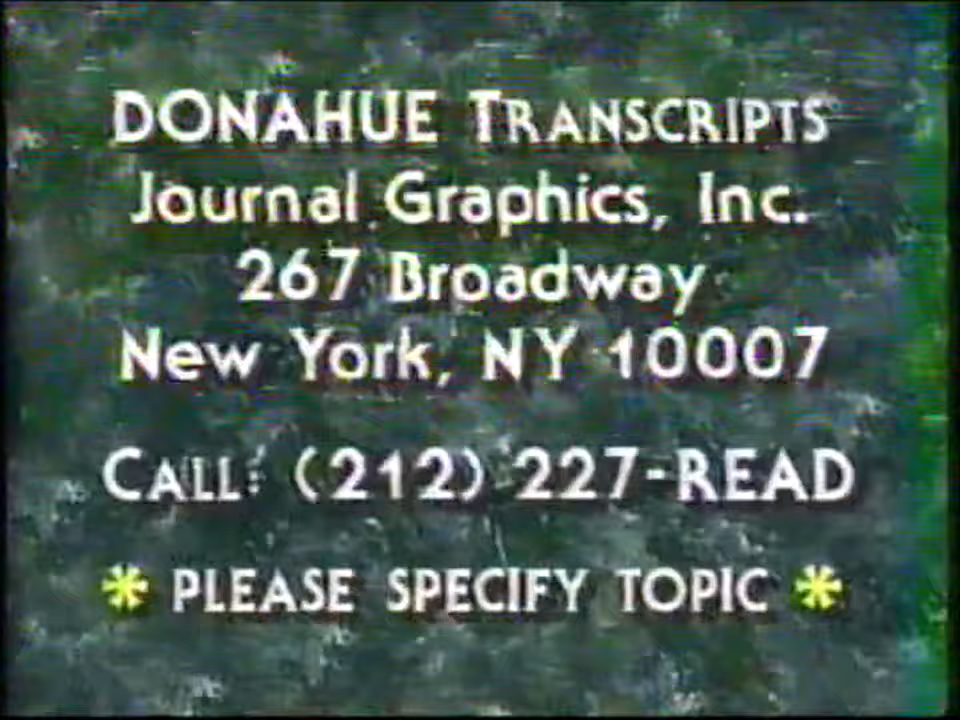 DONAHUE TRANSCRIPTS
Journal Graphics, Inc.
267 Broadway
New York, NY 10007
CALL: (212) 227-READ
* PLEASE SPECIFY TOPIC *